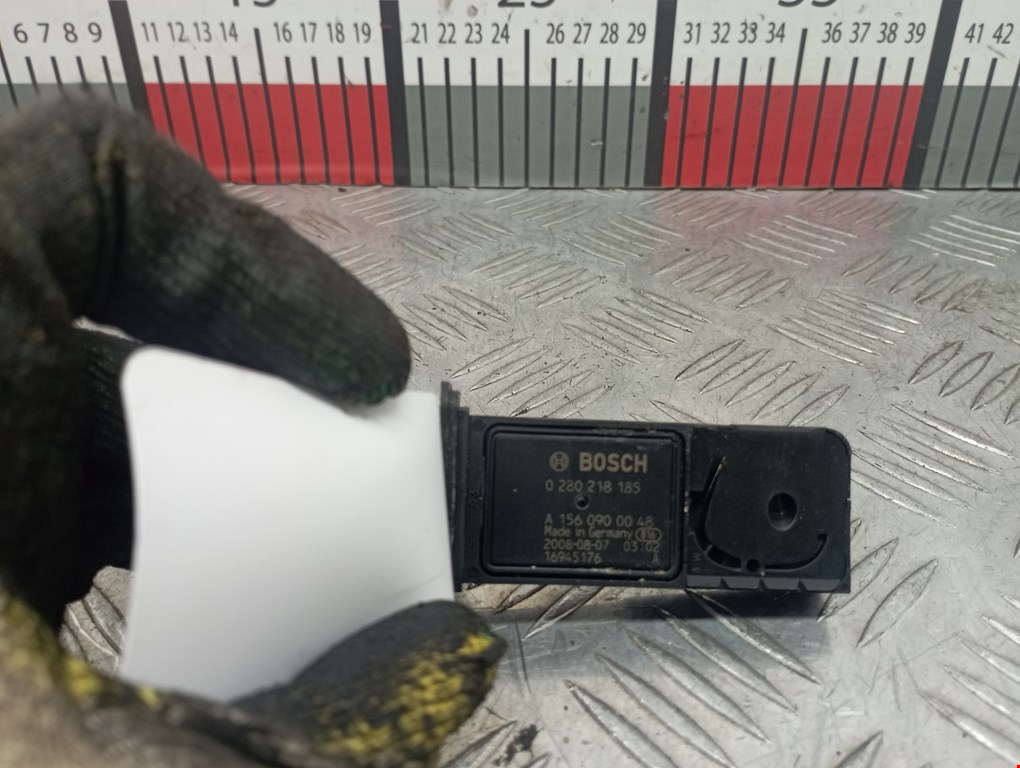 6 7 8 9 11 12 13 14 16 17 18 19 21 22 23 24 26 27 28 29 31 32 33 34 36 37 38 39 41 42
BOSCH
0 280 218 185
A 156 090 00 48
Made in Germany 816
2008-08-07 03:02
16945176 A